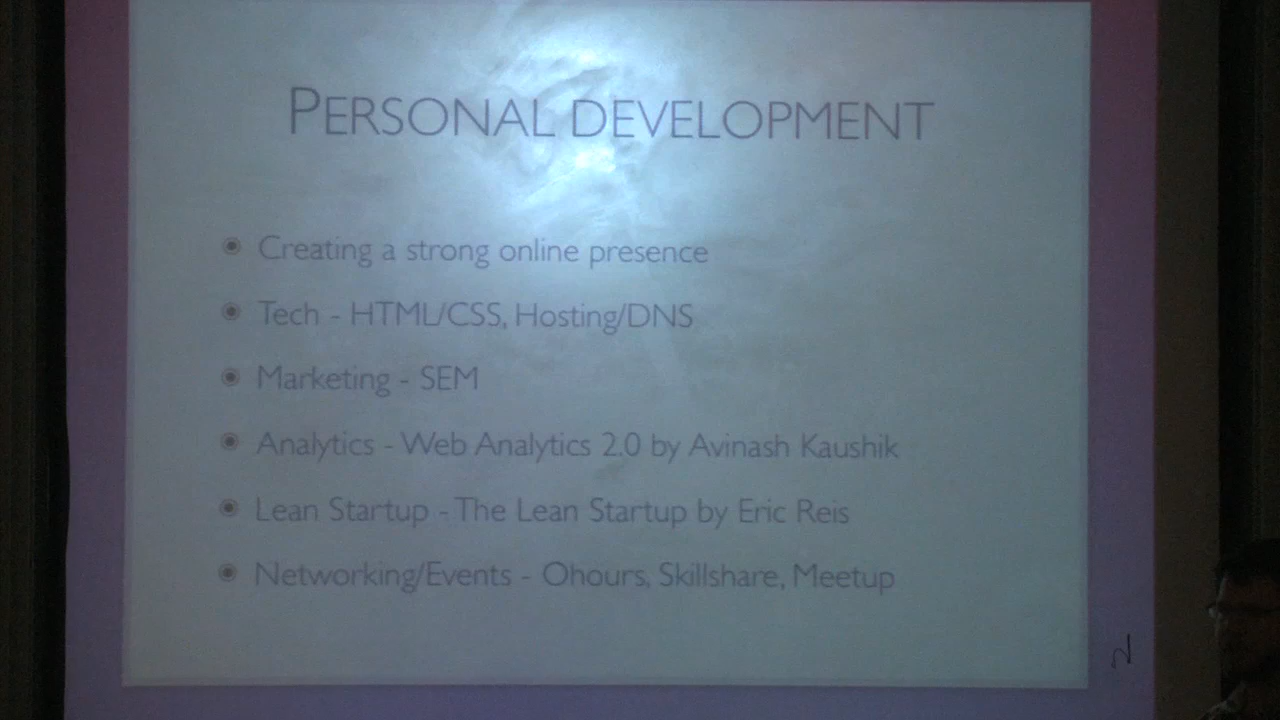 PERSONAL DEVELOPMENT
Creating a strong online presence
Tech - HTML/CSS, Hosting/DNS
Marketing - SEM
Analytics - Web Analytics 2.0 by Avinash Kaushik
Lean Startup - The Lean Startup by Eric Reis
Networking/Events - Ohours, Skillshare, Meetup